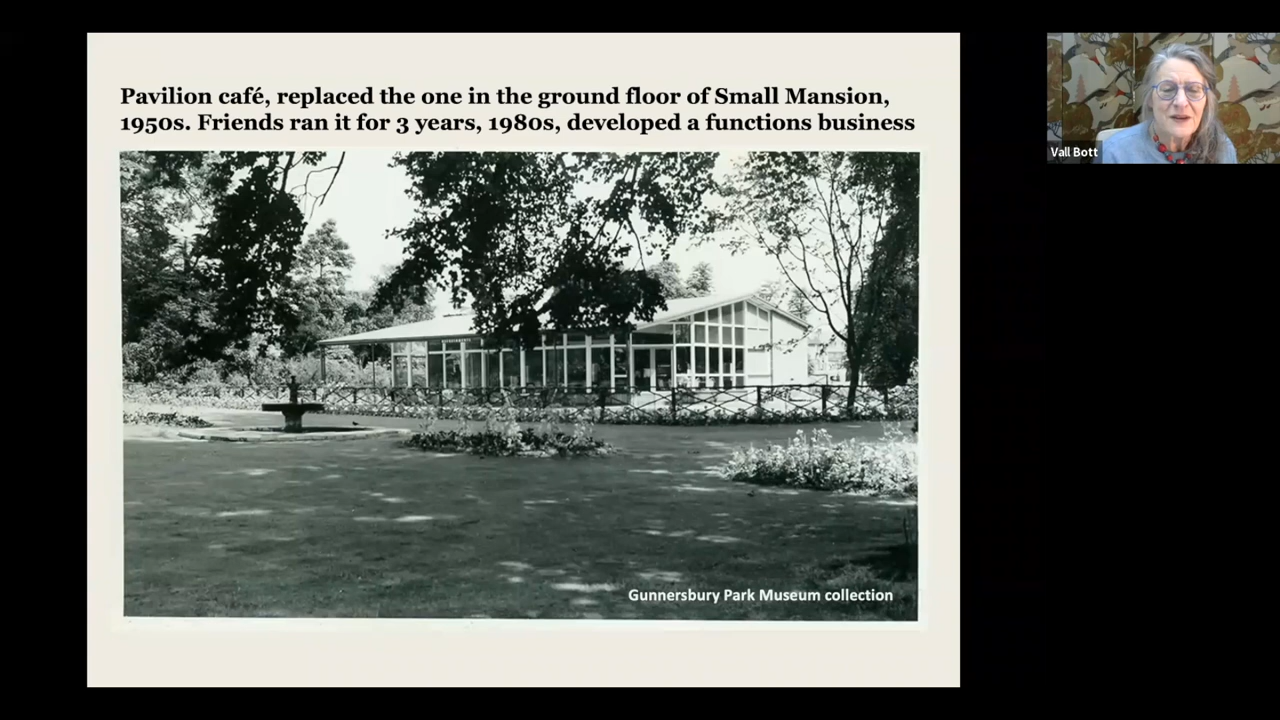 Pavilion café, replaced the one in the ground floor of Small Mansion,
1950s. Friends ran it for 3 years, 1980s, developed a functions business
Vall Bott
Gunnersbury Park Museum collection